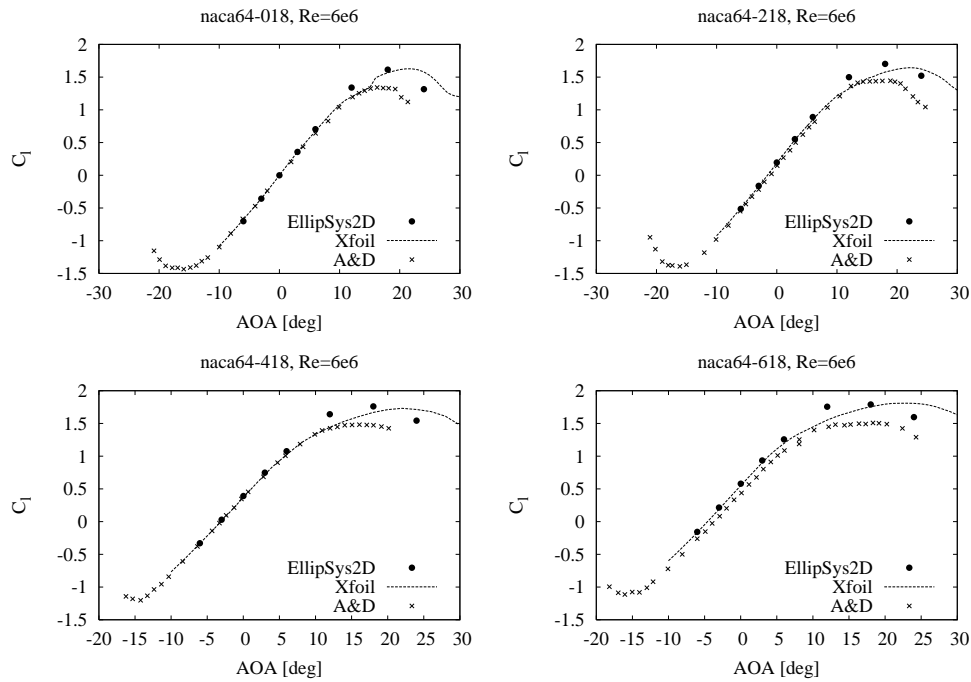 naca64-018, Re=6e6
2
1.5
1
0.5
0
-0.5
-1
-1.5
C_l
EllipSys2D
Xfoil
A&D
-30 -20 -10 0 10 20 30
AOA [deg]
naca64-218, Re=6e6
2
1.5
1
0.5
0
-0.5
-1
-1.5
C_l
EllipSys2D
Xfoil
A&D
-30 -20 -10 0 10 20 30
AOA [deg]
naca64-418, Re=6e6
2
1.5
1
0.5
0
-0.5
-1
-1.5
C_l
EllipSys2D
Xfoil
A&D
-20 -15 -10 -5 0 5 10 15 20 25 30
AOA [deg]
naca64-618, Re=6e6
2
1.5
1
0.5
0
-0.5
-1
-1.5
C_l
EllipSys2D
Xfoil
A&D
-20 -15 -10 -5 0 5 10 15 20 25 30
AOA [deg]